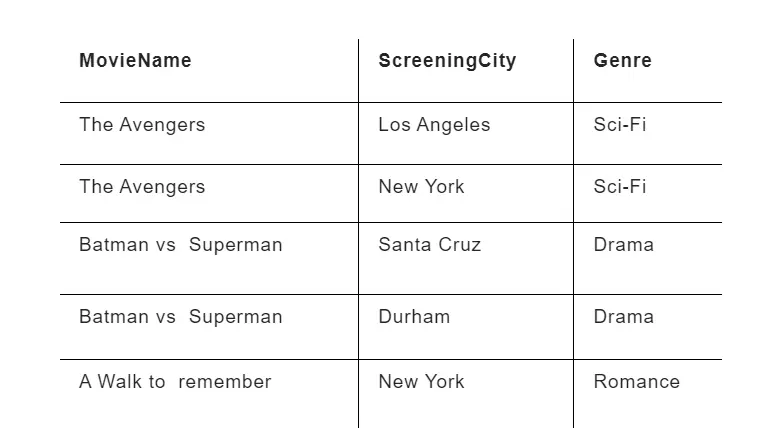 MovieName ScreeningCity Genre
The Avengers Los Angeles Sci-Fi
The Avengers New York Sci-Fi
Batman vs  Superman Santa Cruz Drama
Batman vs  Superman Durham Drama
A Walk to  remember New York Romance